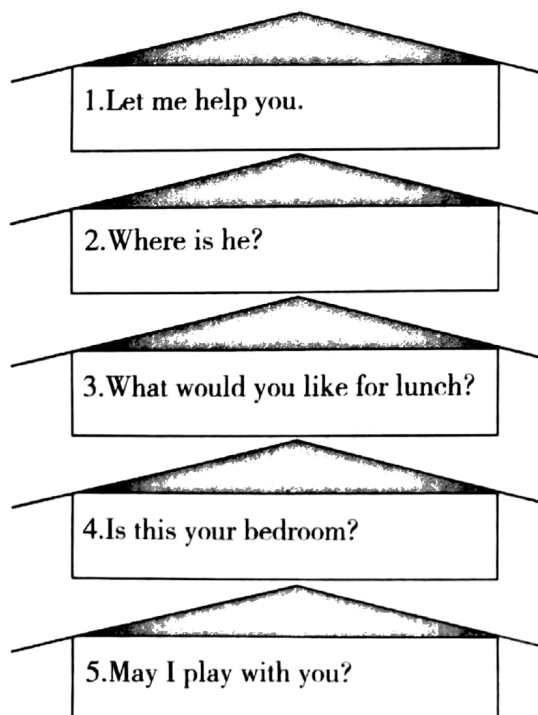 1.Let me help you.
2.Where is he?
3.What would you like for lunch?
4.Is this your bedroom?
5.May I play with you?